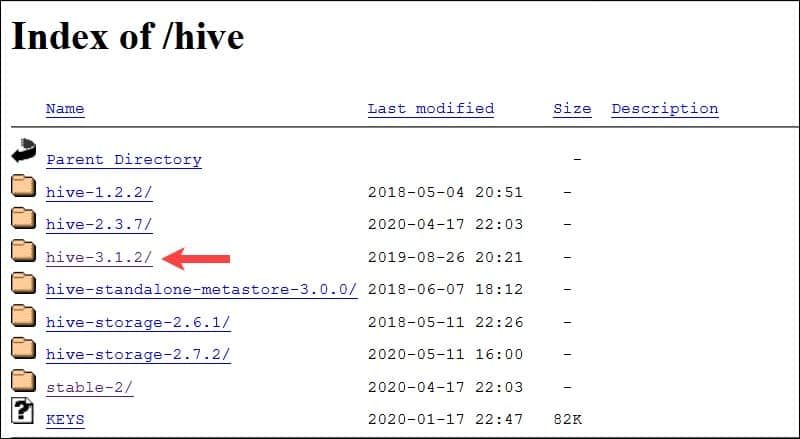 Index of /hive
Name Last modified Size Description
Parent Directory -
hive-1.2.2/ 2018-05-04 20:51 -
hive-2.3.7/ 2020-04-17 22:03 -
hive-3.1.2/ 2019-08-26 20:21 -
hive-standalone-metastore-3.0.0/ 2018-06-07 18:12 -
hive-storage-2.6.1/ 2018-05-11 22:26 -
hive-storage-2.7.2/ 2020-05-11 16:00 -
stable-2/ 2020-04-17 22:03 -
KEYS 2020-01-17 22:47 82K